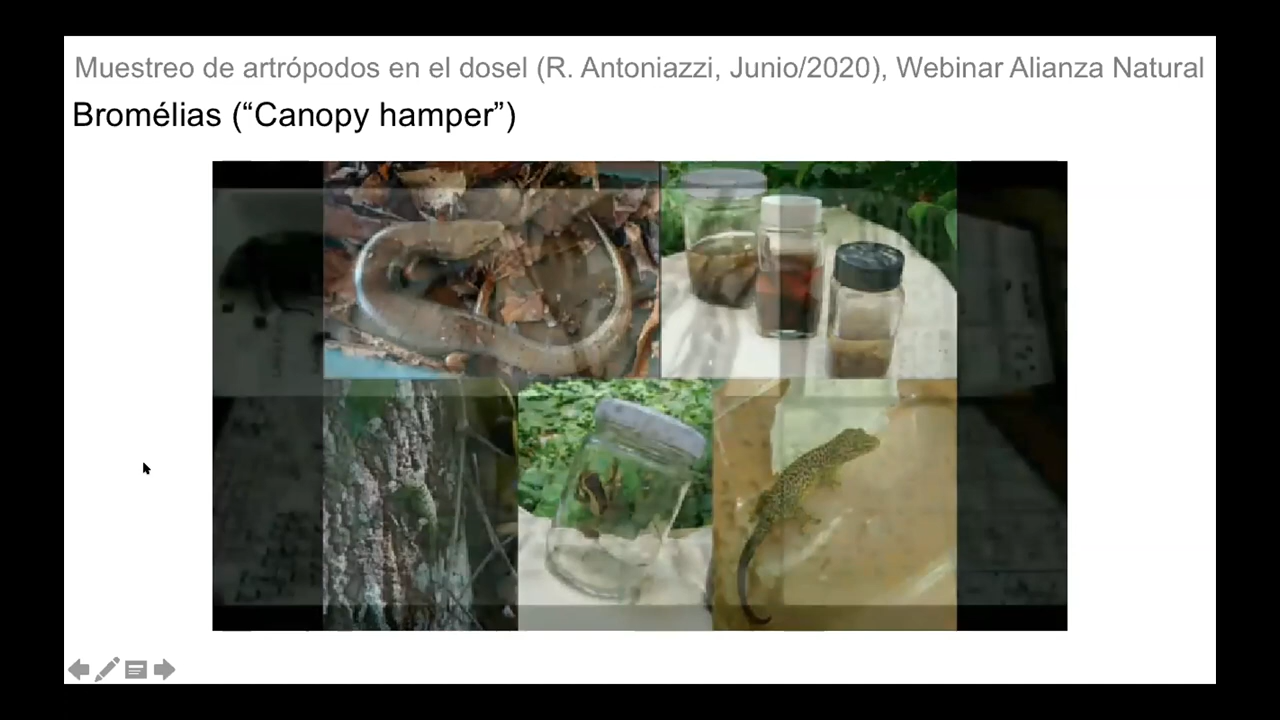 Muestreo de artrópodos en el dosel (R. Antoniazzi, Junio/2020), Webinar Alianza Natural
Bromélias (“Canopy hamper”)